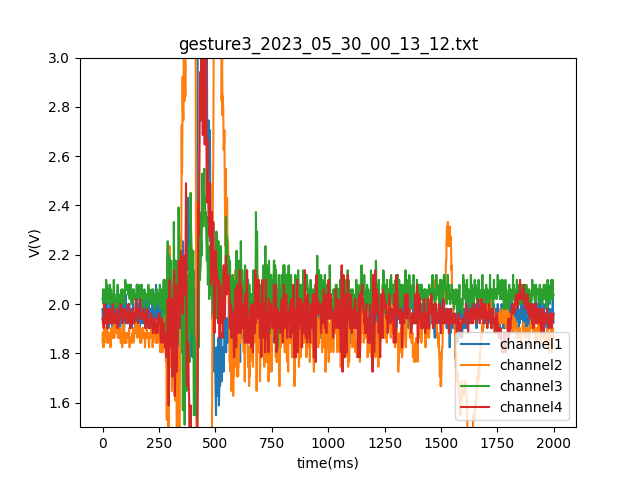 gesture3_2023_05_30_00_13_12.txt
3.0
2.8
2.6
2.4
2.2
2.0
1.8
1.6
V(V)
channel1
channel2
channel3
channel4
0 250 500 750 1000 1250 1500 1750 2000
time(ms)